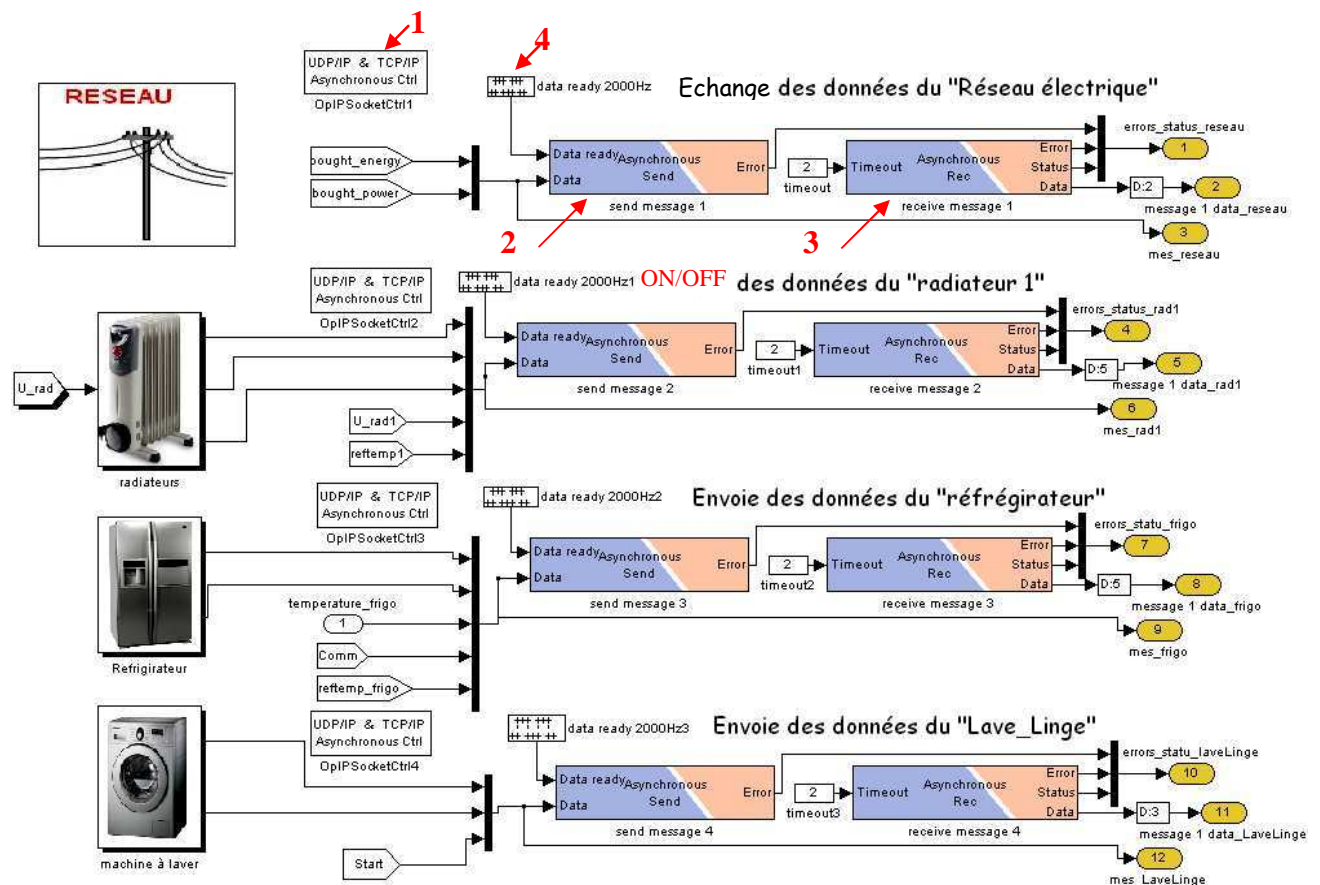 1
4
UDP/IP & TCP/IP
Asynchronous Ctrl
OpIPSocketCtrl1
RESEAU
data ready 2000Hz
Echange des données du "Réseau électrique"
errors_status_reseau
bought_energy
bought_power
Data ready
Asynchronous
Send
Error
Data
send message 1
2
timeout
Timeout
Asynchronous
Rec
Error
Status
Data
receive message 1
1
D:2
2
message 1 data_reseau
3
mes_reseau
2
3
UDP/IP & TCP/IP
Asynchronous Ctrl
OpIPSocketCtrl2
data ready 2000Hz1
ON/OFF des données du "radiateur 1"
errors_status_rad1
Data ready
Asynchronous
Send
Error
Data
send message 2
2
timeout1
Timeout
Asynchronous
Rec
Error
Status
Data
receive message 2
4
D:5
5
message 1 data_rad1
6
mes_rad1
U_rad
U_rad1
reftemp1
radiateurs
UDP/IP & TCP/IP
Asynchronous Ctrl
OpIPSocketCtrl3
data ready 2000Hz2
Envoie des données du "réfrégirateur"
errors_statu_frigo
Data ready
Asynchronous
Send
Error
Data
send message 3
2
timeout2
Timeout
Asynchronous
Rec
Error
Status
Data
receive message 3
7
D:5
8
message 1 data_frigo
9
mes_frigo
temperature_frigo
1
Comm
reftemp_frigo
Refrigirateur
UDP/IP & TCP/IP
Asynchronous Ctrl
OpIPSocketCtrl4
data ready 2000Hz3
Envoie des données du "Lave_Linge"
errors_statu_laveLinge
Data ready
Asynchronous
Send
Error
Data
send message 4
2
timeout3
Timeout
Asynchronous
Rec
Error
Status
Data
receive message 4
10
D:3
11
message 1 data_LaveLinge
12
mes_LaveLinge
machine à laver
Start